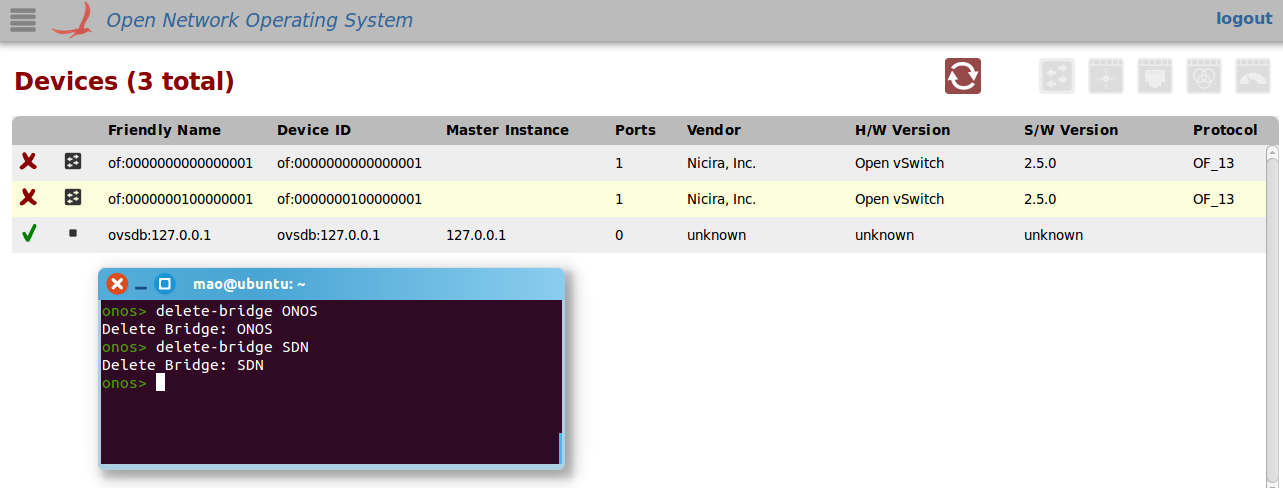 Open Network Operating System logout
Devices (3 total)
Friendly Name Device ID Master Instance Ports Vendor H/W Version S/W Version Protocol
of:0000000000000001 of:0000000000000001 1 Nicira, Inc. Open vSwitch 2.5.0 OF_13
of:0000000100000001 of:0000000100000001 1 Nicira, Inc. Open vSwitch 2.5.0 OF_13
ovsdb:127.0.0.1 ovsdb:127.0.0.1 127.0.0.1 0 unknown unknown unknown
mao@ubuntu: ~
onos> delete-bridge ONOS
Delete Bridge: ONOS
onos> delete-bridge SDN
Delete Bridge: SDN
onos>